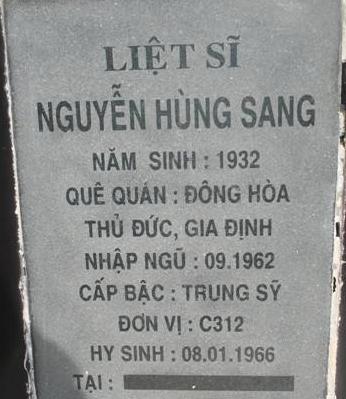 LIỆT SĨ
NGUYỄN HÙNG SANG
NĂM SINH : 1932
QUÊ QUÁN : ĐÔNG HÒA
THỦ ĐỨC, GIA ĐỊNH
NHẬP NGŨ : 09.1962
CẤP BẬC : TRUNG SỸ
ĐƠN VỊ : C312
HY SINH : 08.01.1966
TẠI :